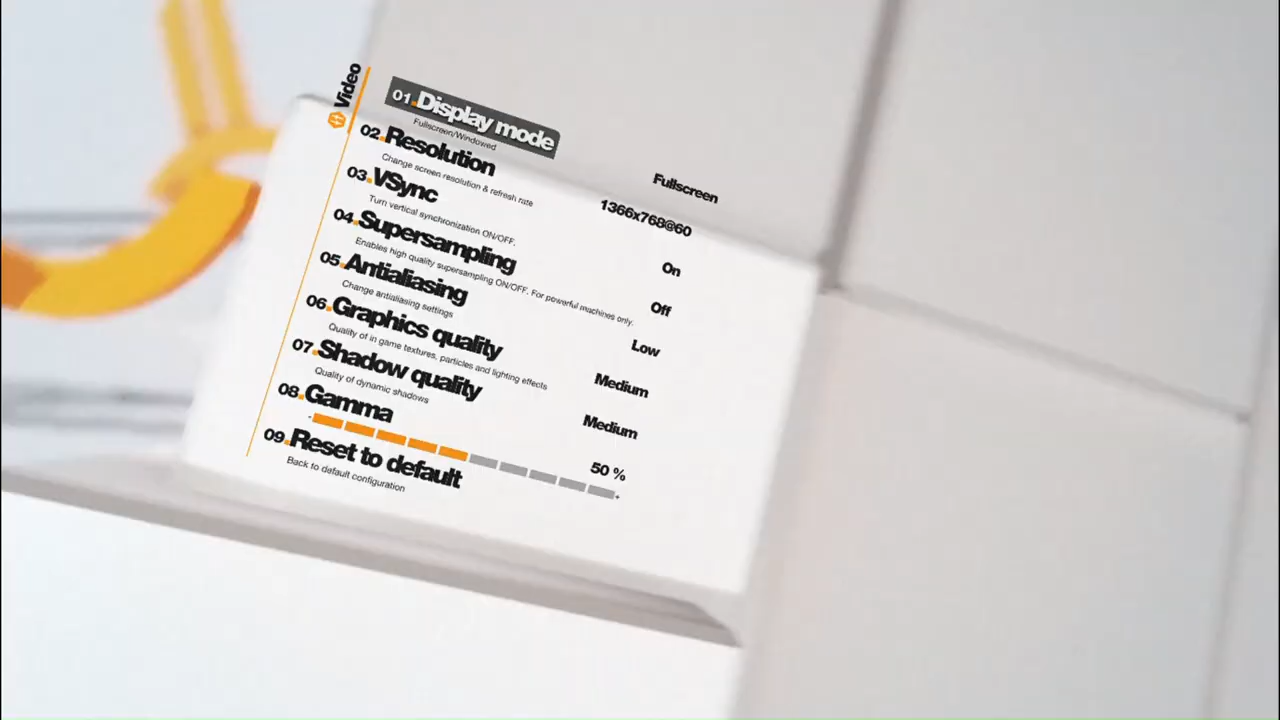 Video
01.Display mode
Fullscreen/Windowed
Fullscreen
02.Resolution
Change screen resolution & refresh rate
1366x768@60
03.VSync
Turn vertical synchronization ON/OFF.
On
04.Supersampling
Enables high quality supersampling ON/OFF. For powerful machines only.
Off
05.Antialiasing
Change antialiasing settings
Low
06.Graphics quality
Quality of in game textures, particles and lighting effects
Medium
07.Shadow quality
Quality of dynamic shadows
Medium
08.Gamma
- +
50 %
09.Reset to default
Back to default configuration